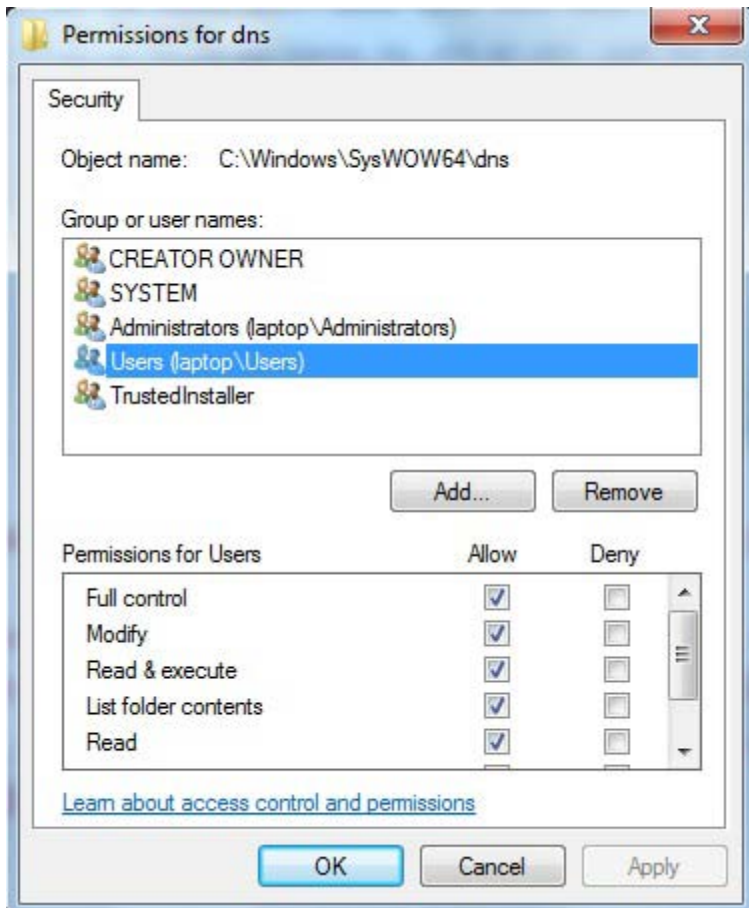 Permissions for dns
Security
Object name: C:\Windows\SysWOW64\dns
Group or user names:
CREATOR OWNER
SYSTEM
Administrators (laptop\Administrators)
Users (laptop\Users)
TrustedInstaller
Add... Remove
Permissions for Users Allow Deny
Full control
Modify
Read & execute
List folder contents
Read
Learn about access control and permissions
OK Cancel Apply